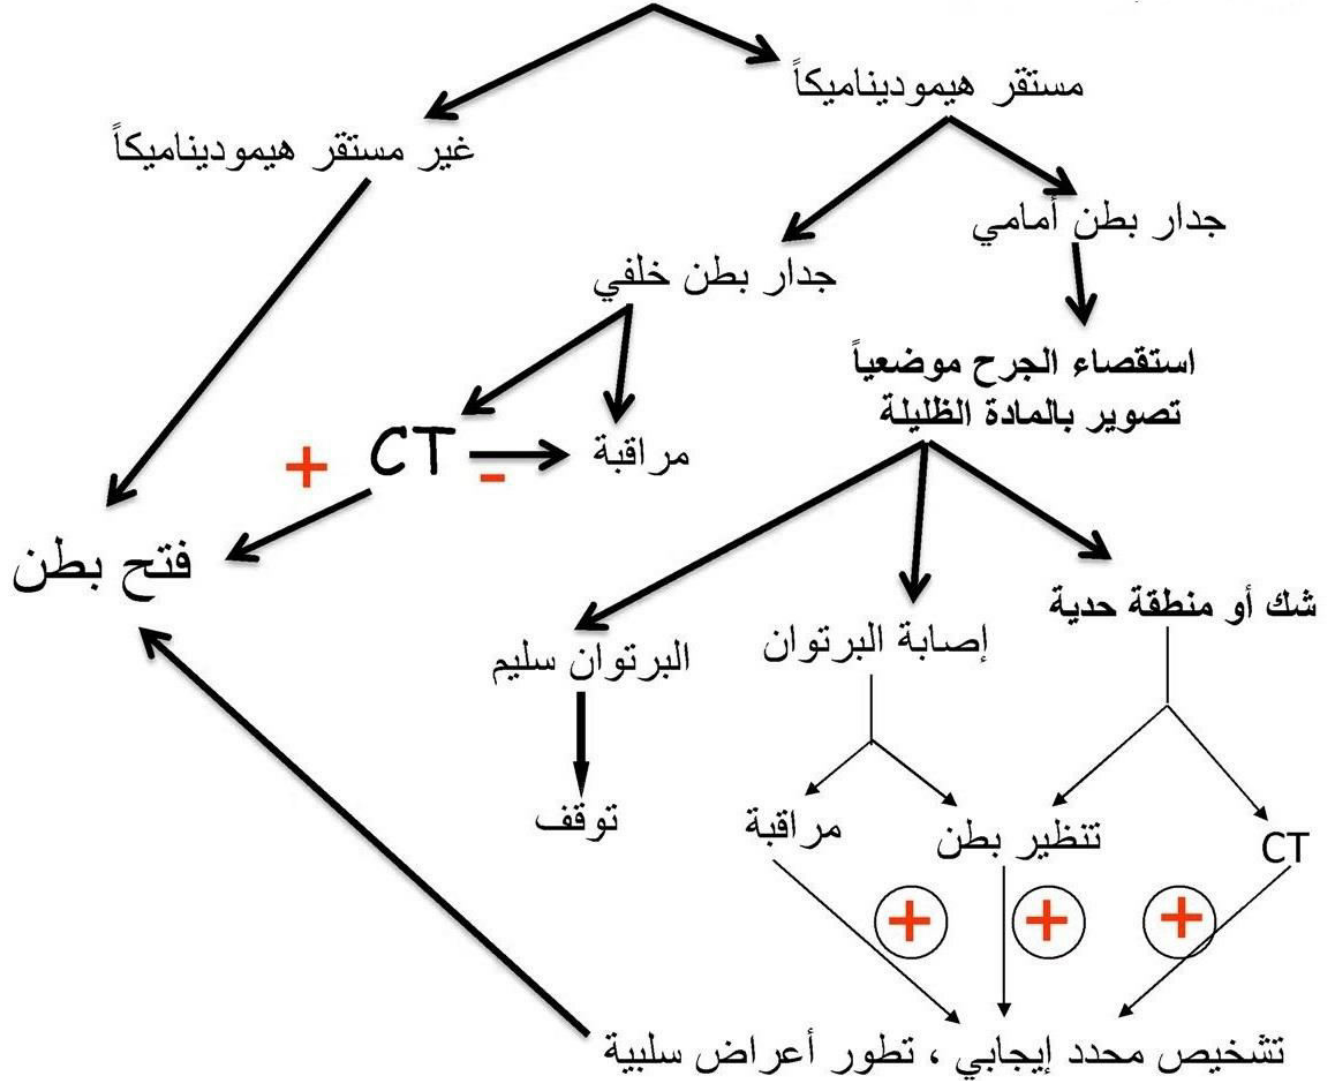 مستقر هيموديناميكاً
غير مستقر هيموديناميكاً
جدار بطن أمامي
جدار بطن خلفي
استقصاء الجرح موضعياً
تصوير بالمادة الظليلة
+
CT
-
مراقبة
فتح بطن
شك أو منطقة حدية
إصابة البرتوان
البرتوان سليم
توقف
مراقبة
تنظير بطن
CT
+ + +
تشخيص محدد إيجابي ، تطور أعراض سلبية